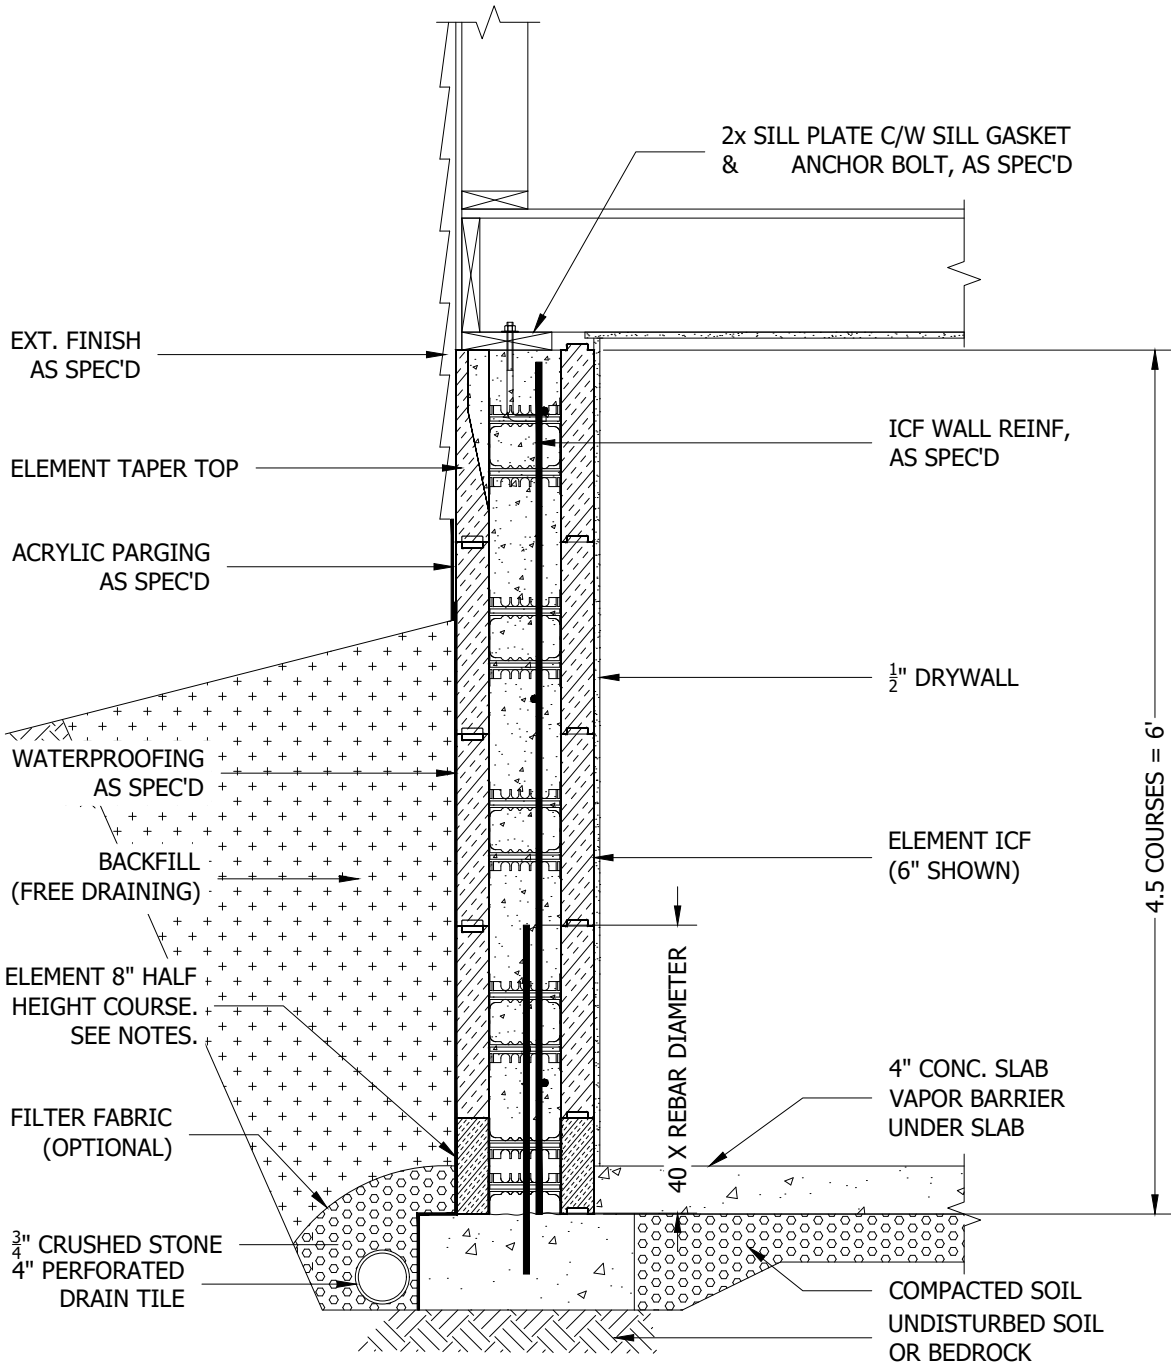 2x SILL PLATE C/W SILL GASKET
& ANCHOR BOLT, AS SPEC'D
EXT. FINISH
AS SPEC'D
ELEMENT TAPER TOP
ACRYLIC PARGING
AS SPEC'D
WATERPROOFING
AS SPEC'D
BACKFILL
(FREE DRAINING)
ELEMENT 8" HALF
HEIGHT COURSE.
SEE NOTES.
FILTER FABRIC
(OPTIONAL)
3/4" CRUSHED STONE
4" PERFORATED
DRAIN TILE
ICF WALL REINF,
AS SPEC'D
1/2" DRYWALL
ELEMENT ICF
(6" SHOWN)
40 X REBAR DIAMETER
4.5 COURSES = 6'
4" CONC. SLAB
VAPOR BARRIER
UNDER SLAB
COMPACTED SOIL
UNDISTURBED SOIL
OR BEDROCK